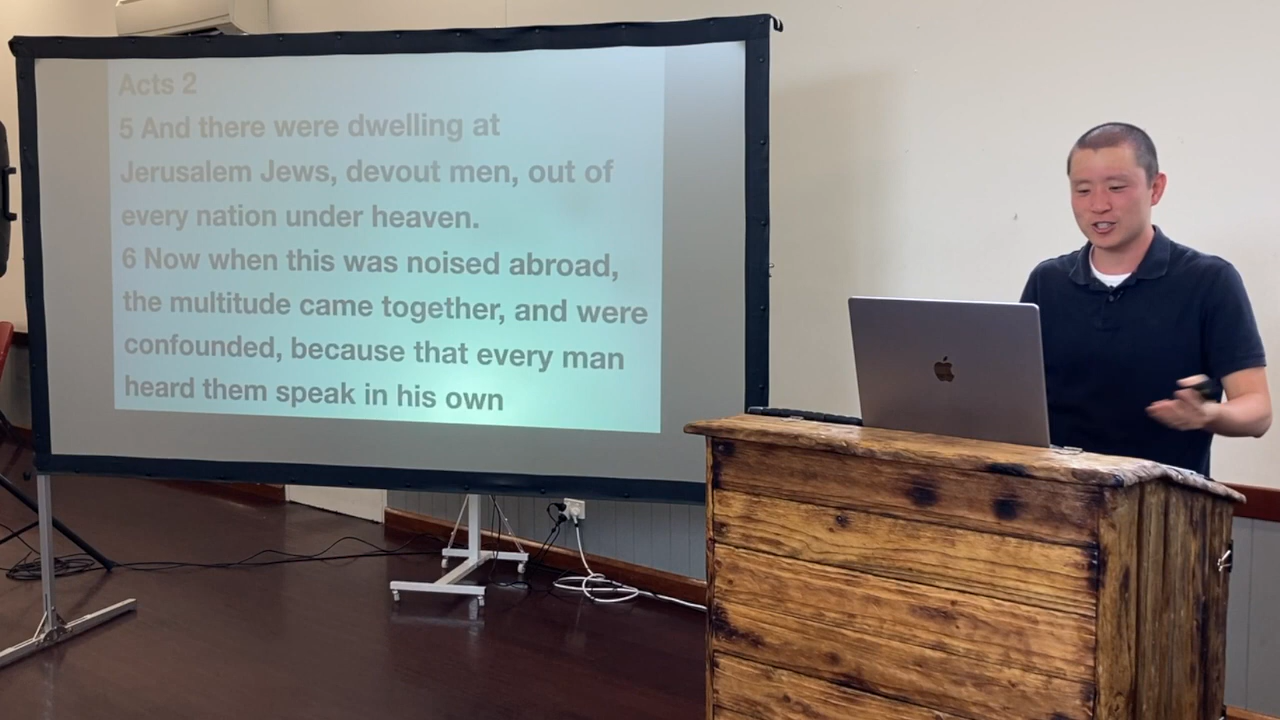 Acts 2
5 And there were dwelling at
Jerusalem Jews, devout men, out of
every nation under heaven.
6 Now when this was noised abroad,
the multitude came together, and were
confounded, because that every man
heard them speak in his own